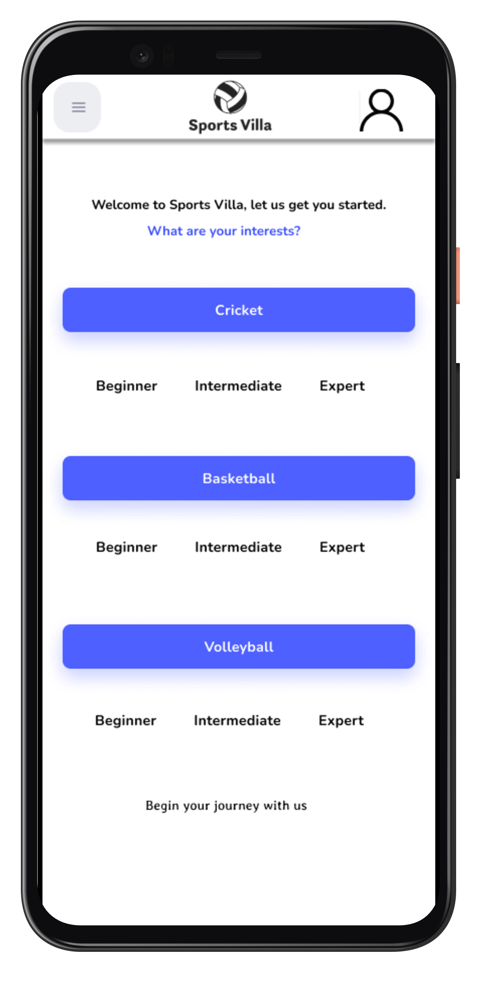 Sports Villa
Welcome to Sports Villa, let us get you started.
What are your interests?
Cricket
Beginner Intermediate Expert
Basketball
Beginner Intermediate Expert
Volleyball
Beginner Intermediate Expert
Begin your journey with us